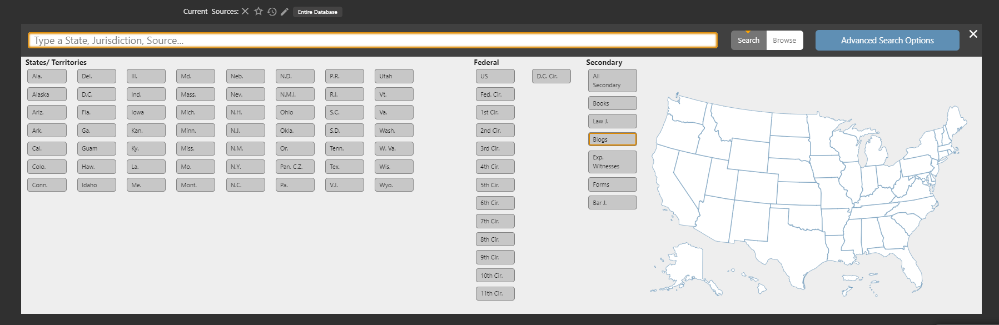 Current Sources: Entire Database
Type a State, Jurisdiction, Source...
Search Browse
Advanced Search Options
States/ Territories
Ala. Del. Ill. Md. Neb. N.D. P.R. Utah
Alaska D.C. Ind. Mass. Nev. N.M.I. R.I. Vt.
Ariz. Fla. Iowa Mich. N.H. Ohio S.C. Va.
Ark. Ga. Kan. Minn. N.J. Okla. S.D. Wash.
Cal. Guam Ky. Miss. N.M. Or. Tenn. W. Va.
Colo. Haw. La. Mo. N.Y. Pan. C.Z. Tex. Wis.
Conn. Idaho Me. Mont. N.C. Pa. V.I. Wyo.
Federal
US D.C. Cir.
Fed. Cir.
1st Cir.
2nd Cir.
3rd Cir.
4th Cir.
5th Cir.
6th Cir.
7th Cir.
8th Cir.
9th Cir.
10th Cir.
11th Cir.
Secondary
All
Secondary
Books
Law J.
Blogs
Exp.
Witnesses
Forms
Bar J.